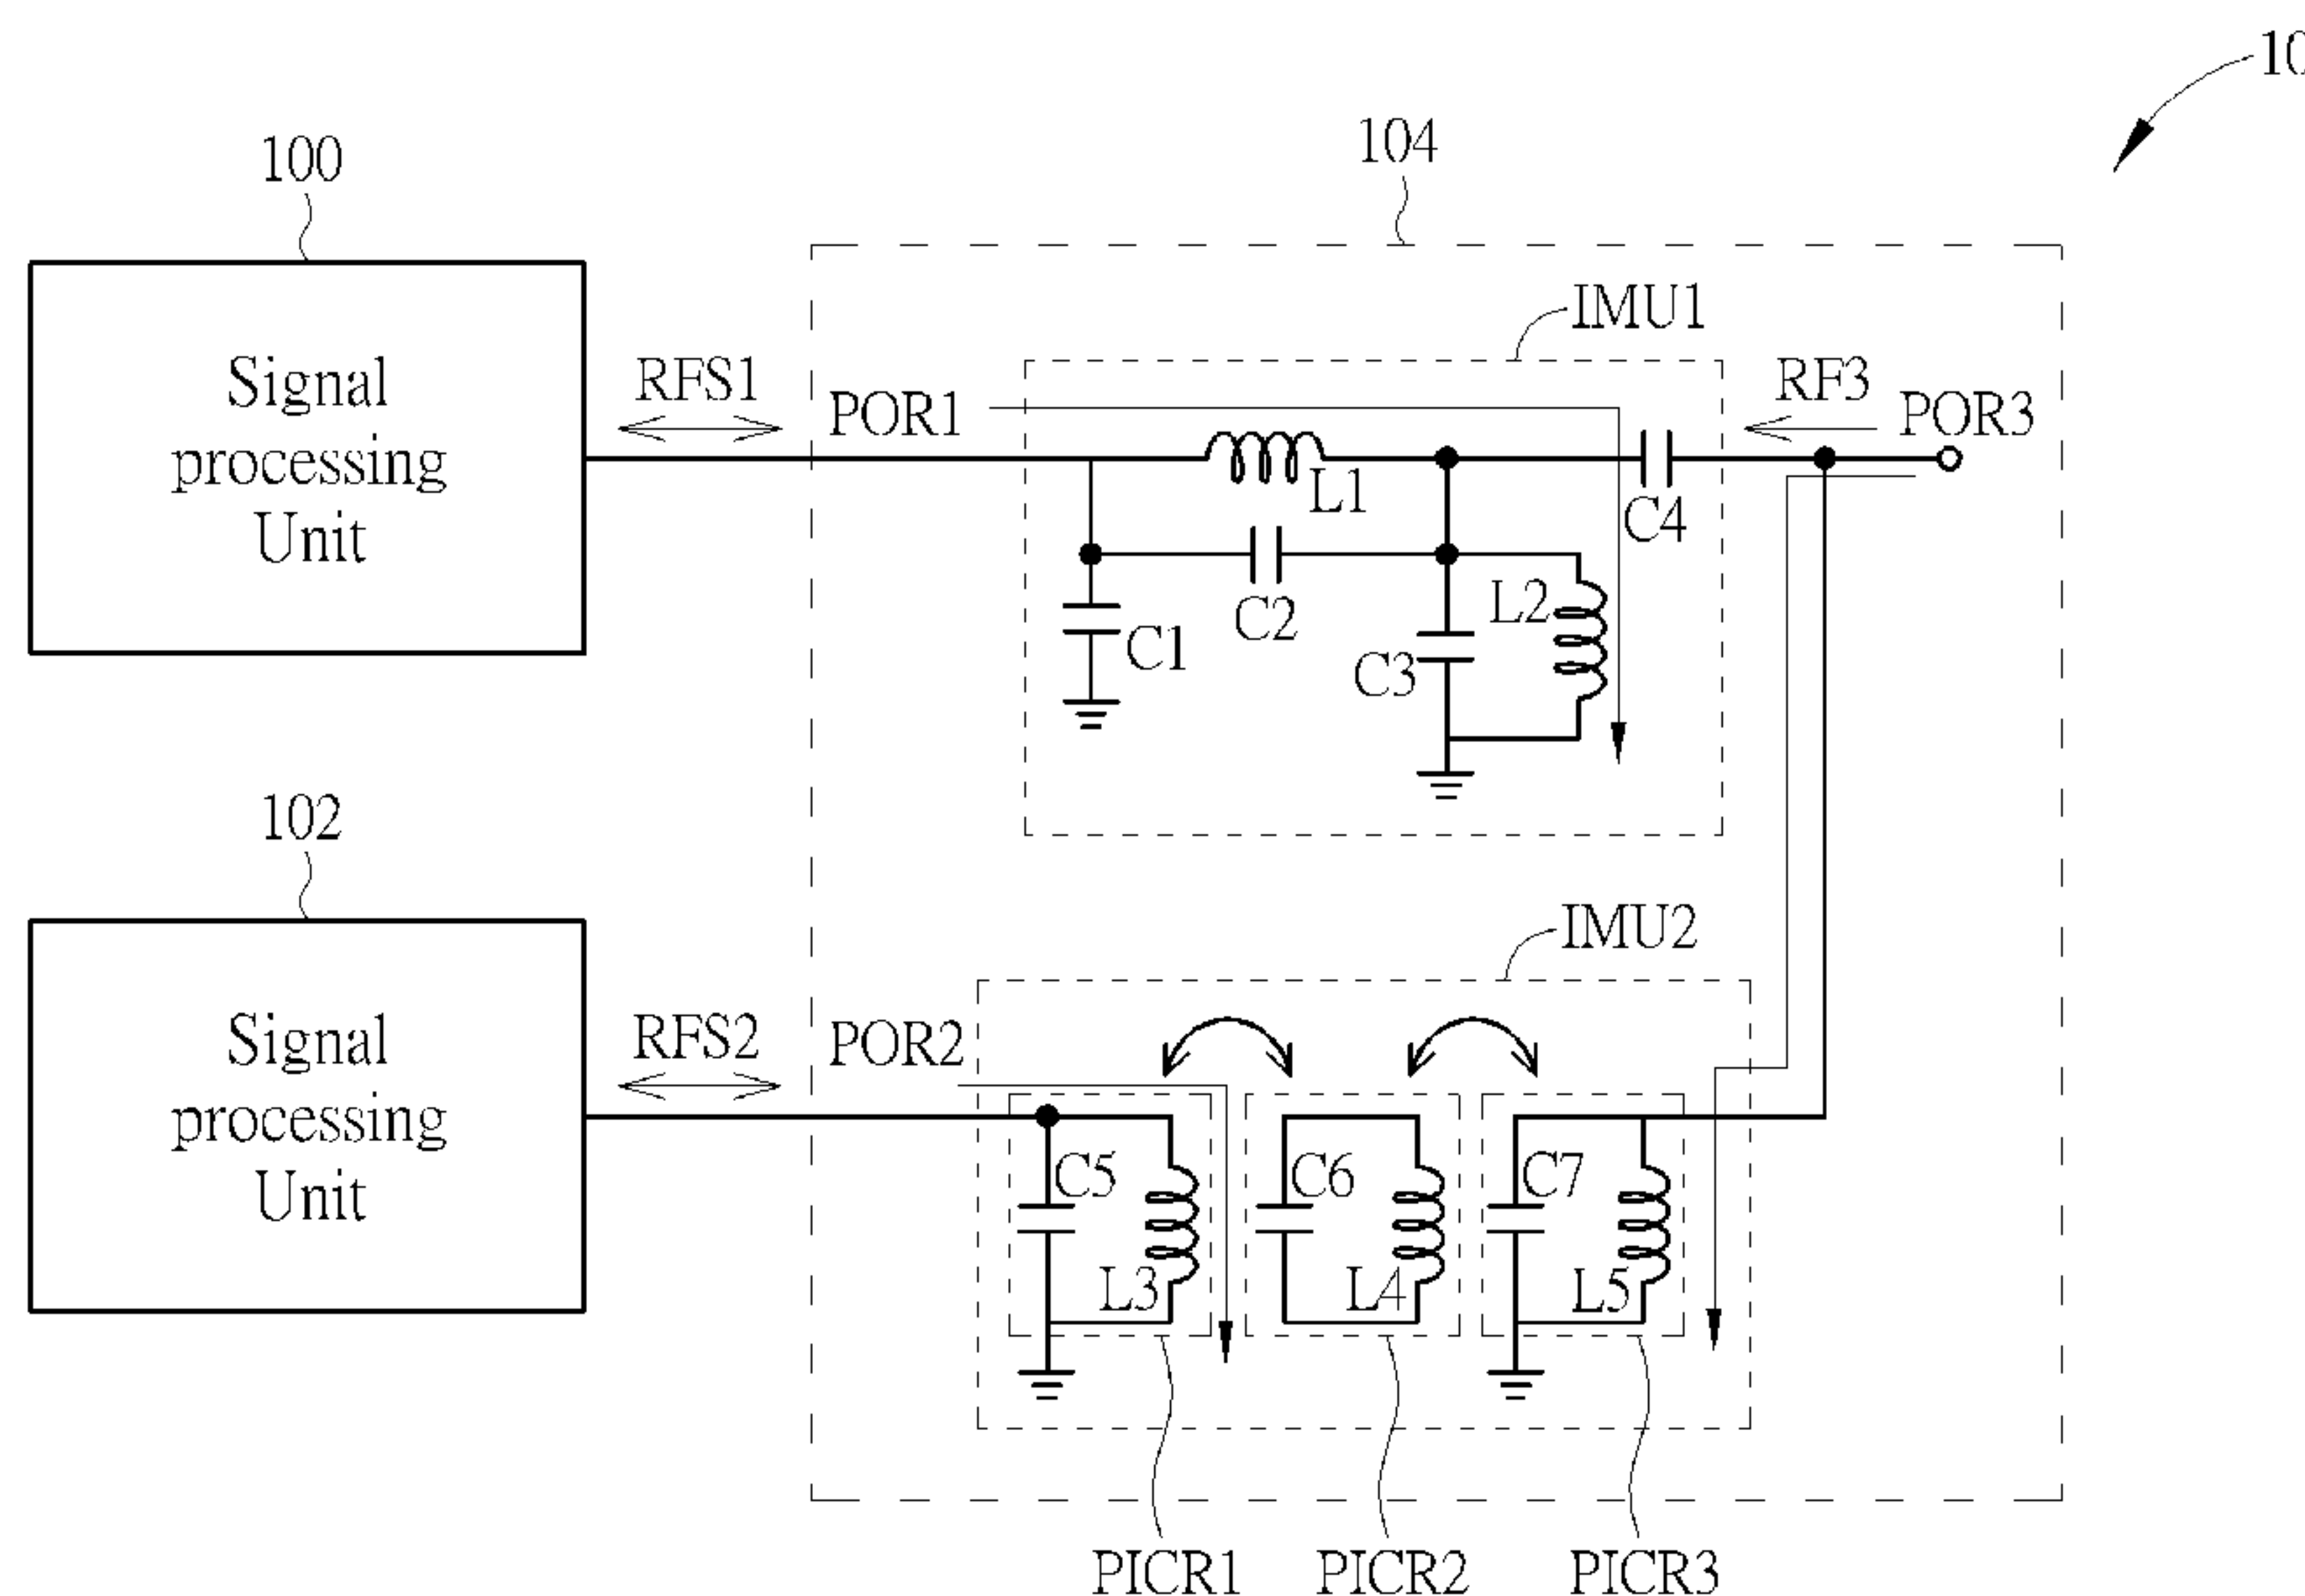 10
104
100
IMU1
Signal
processing
Unit
RFS1
POR1
RF3
POR3
L1
C4
C2
L2
C1
C3
102
IMU2
Signal
processing
Unit
RFS2
POR2
C5
C6
C7
L3
L4
L5
PICR1
PICR2
PICR3